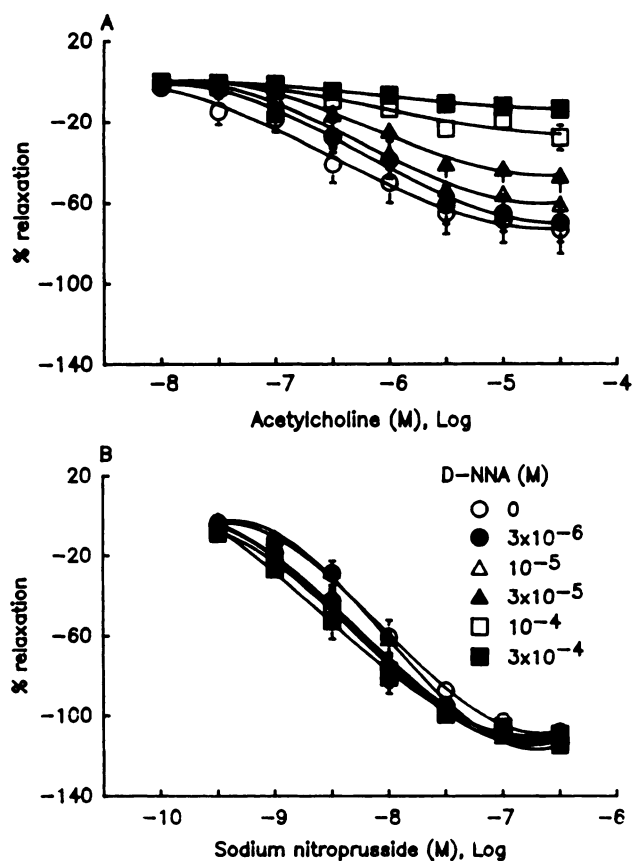 A
20
−20
−60
−100
−140
% relaxation
−8 −7 −6 −5 −4
Acetylcholine (M), Log
B
20
−20
−60
−100
−140
% relaxation
D−NNA (M)
0
3x10⁻⁶
10⁻⁵
3x10⁻⁵
10⁻⁴
3x10⁻⁴
−10 −9 −8 −7 −6
Sodium nitroprusside (M), Log